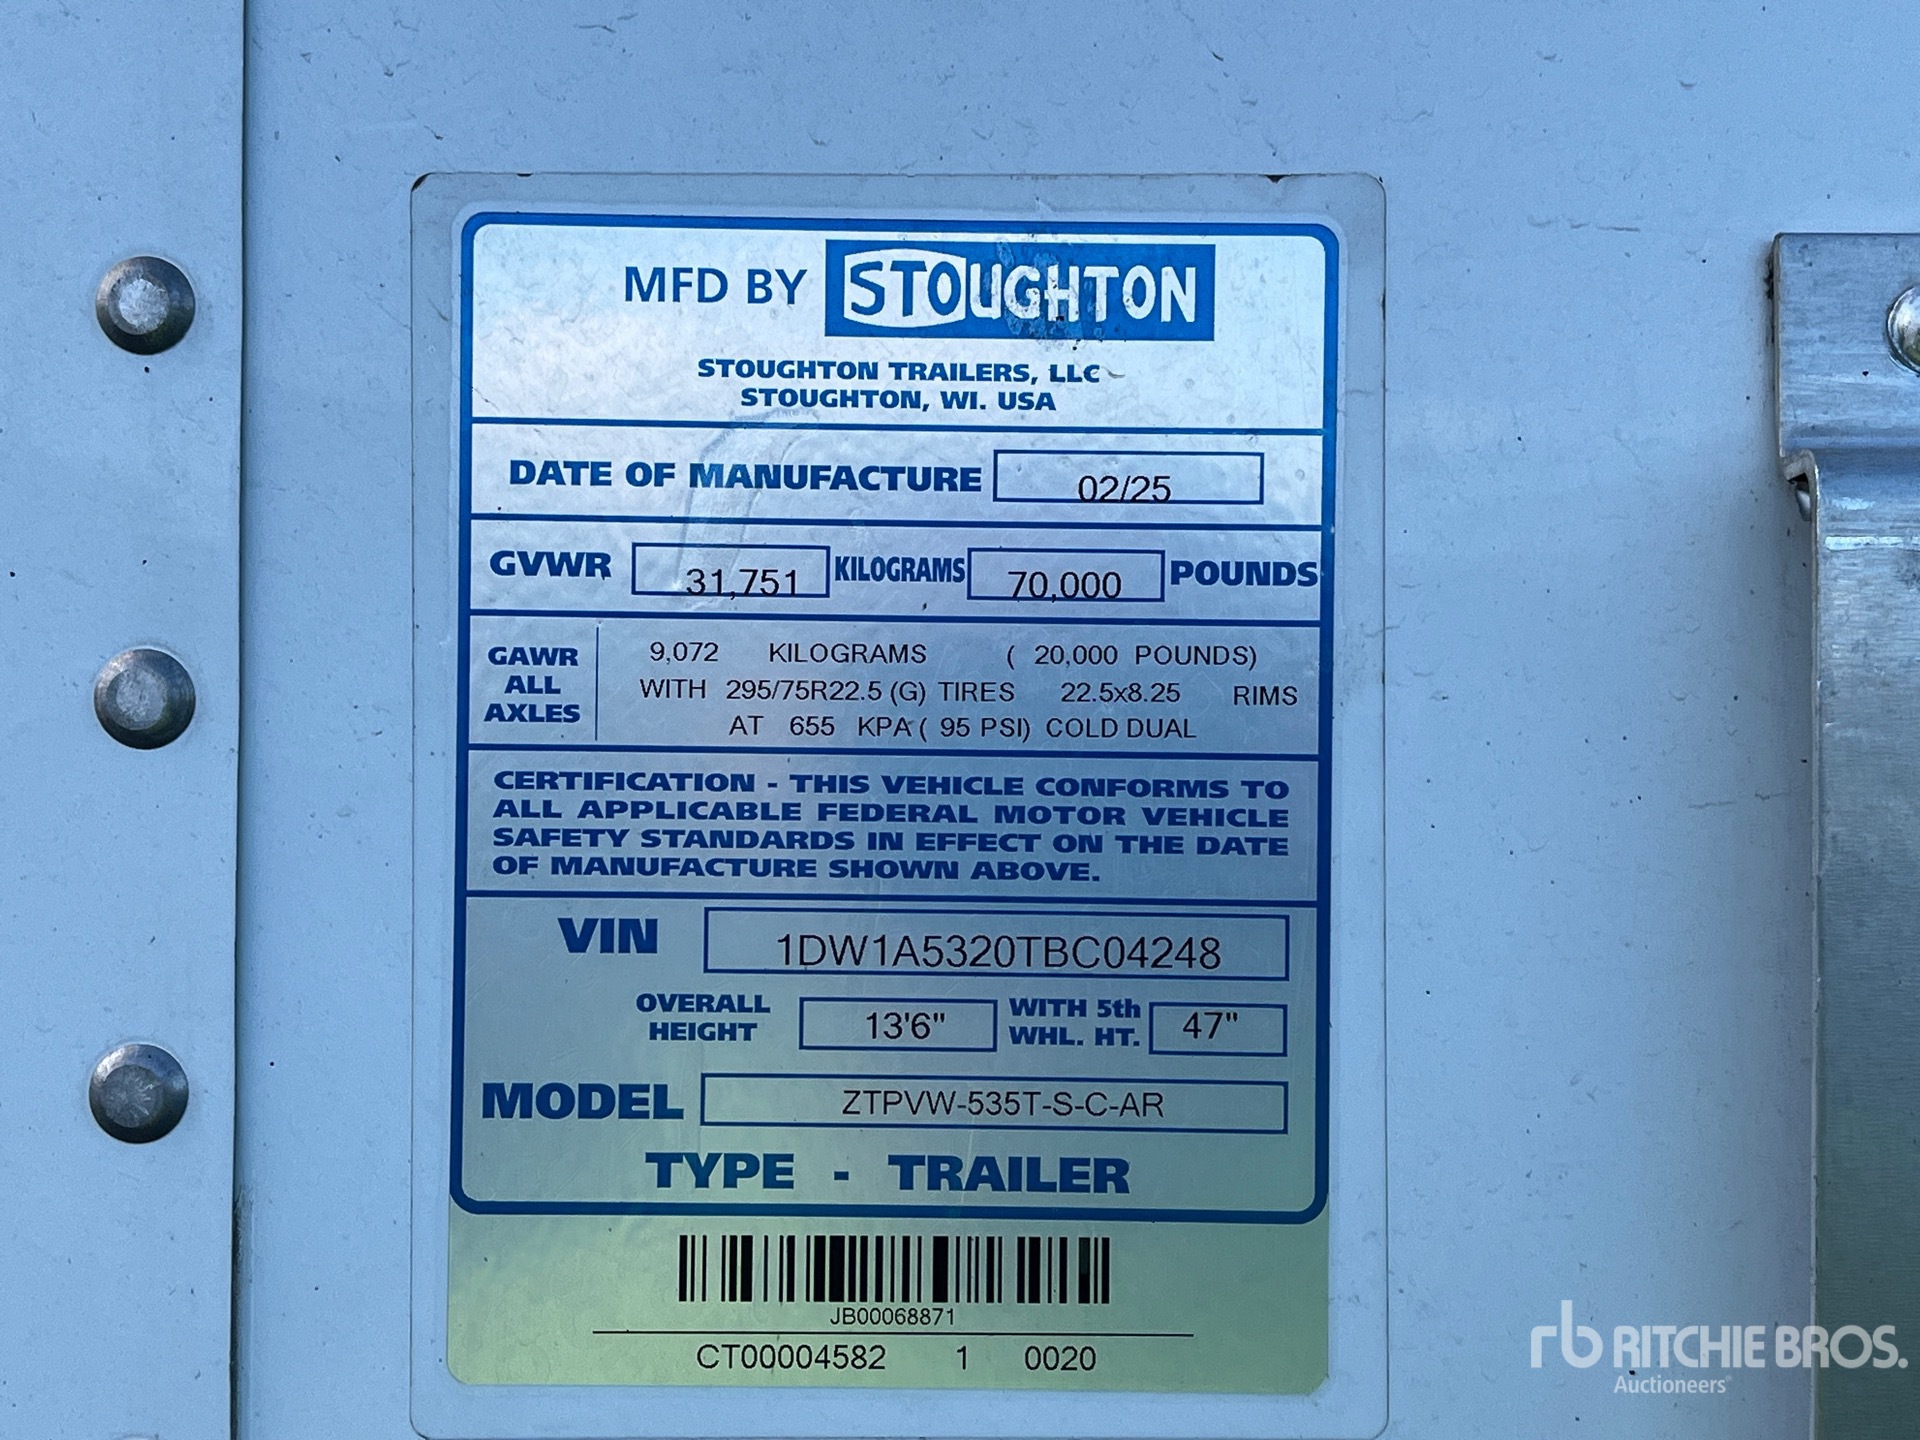 MFD BY STOUGHTON
STOUGHTON TRAILERS, LLC
STOUGHTON, WI. USA
DATE OF MANUFACTURE 02/25
GVWR 31,751 KILOGRAMS 70,000 POUNDS
GAWR ALL AXLES
9,072 KILOGRAMS ( 20,000 POUNDS)
WITH 295/75R22.5 (G) TIRES 22.5x8.25 RIMS
AT 655 KPA ( 95 PSI) COLD DUAL
CERTIFICATION - THIS VEHICLE CONFORMS TO
ALL APPLICABLE FEDERAL MOTOR VEHICLE
SAFETY STANDARDS IN EFFECT ON THE DATE
OF MANUFACTURE SHOWN ABOVE.
VIN 1DW1A5320TBC04248
OVERALL HEIGHT 13'6" WITH 5th WHL. HT. 47"
MODEL ZTPVW-535T-S-C-AR
TYPE - TRAILER
JB00068871
CT00004582 1 0020
rb RITCHIE BROS.
Auctioneers